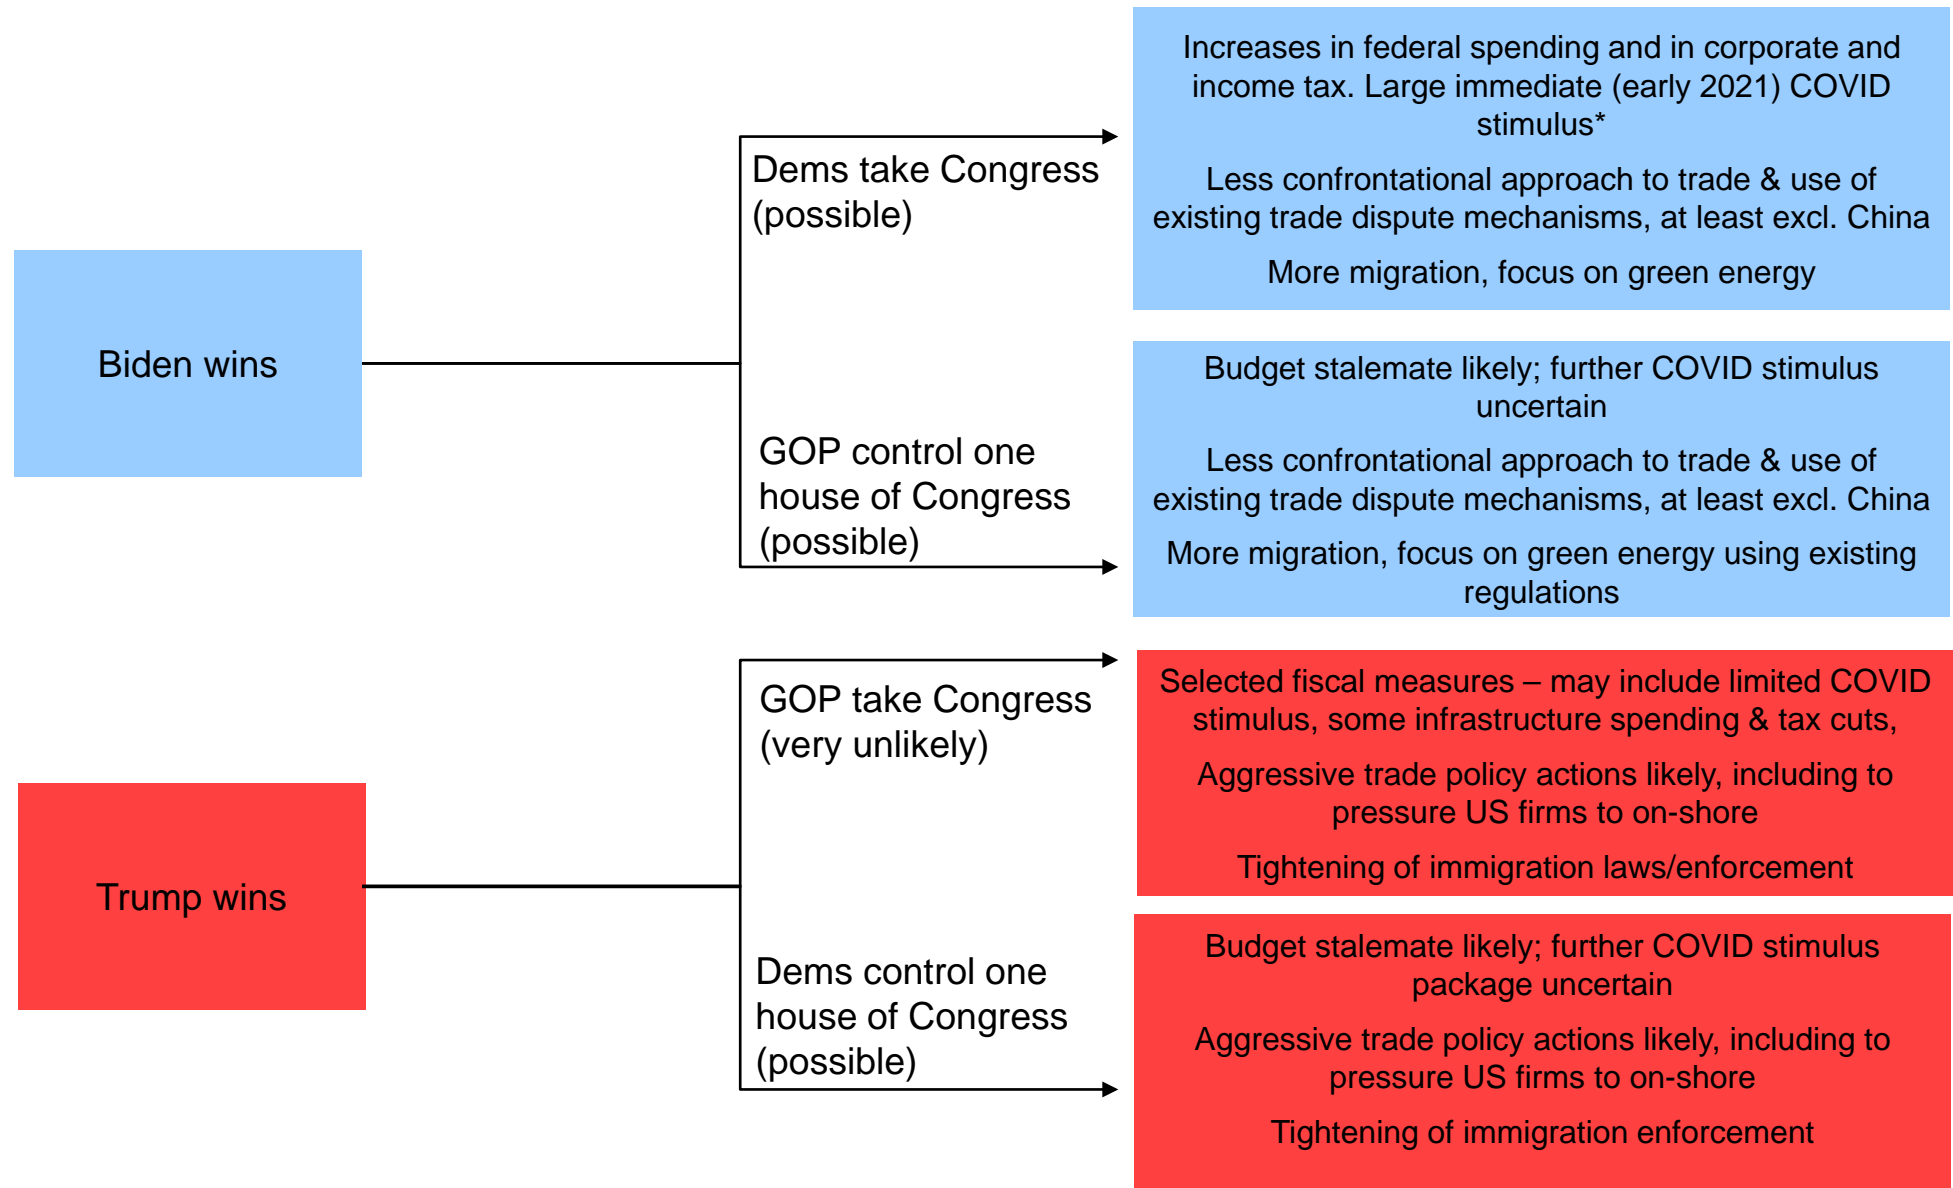 Biden wins
Dems take Congress
(possible)
Increases in federal spending and in corporate and
income tax. Large immediate (early 2021) COVID
stimulus*
Less confrontational approach to trade & use of
existing trade dispute mechanisms, at least excl. China
More migration, focus on green energy
GOP control one
house of Congress
(possible)
Budget stalemate likely; further COVID stimulus
uncertain
Less confrontational approach to trade & use of
existing trade dispute mechanisms, at least excl. China
More migration, focus on green energy using existing
regulations
Trump wins
GOP take Congress
(very unlikely)
Selected fiscal measures – may include limited COVID
stimulus, some infrastructure spending & tax cuts,
Aggressive trade policy actions likely, including to
pressure US firms to on-shore
Tightening of immigration laws/enforcement
Dems control one
house of Congress
(possible)
Budget stalemate likely; further COVID stimulus
package uncertain
Aggressive trade policy actions likely, including to
pressure US firms to on-shore
Tightening of immigration enforcement